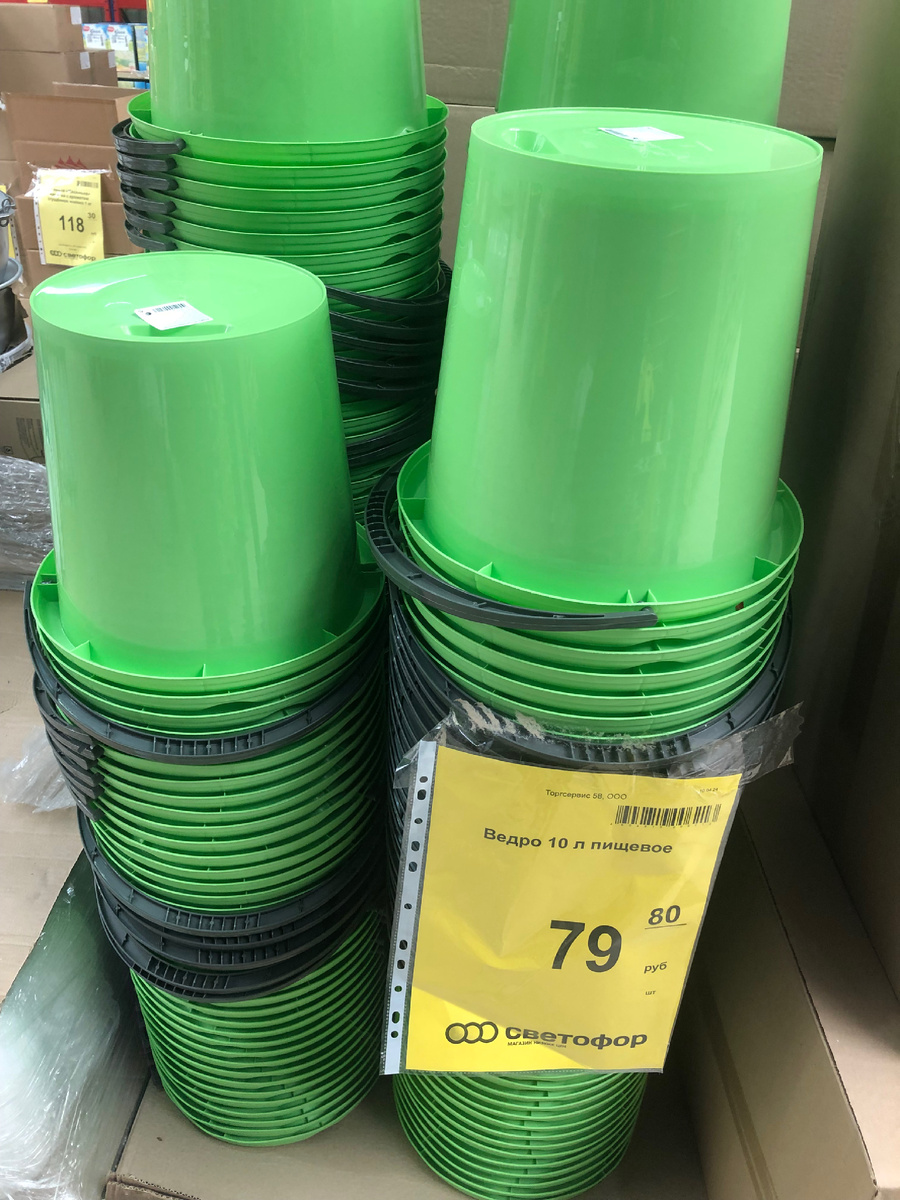 118 30
светофор
Торгсервис 58, ООО
Ведро 10 л пищевое
79 80
руб
шт
светофор